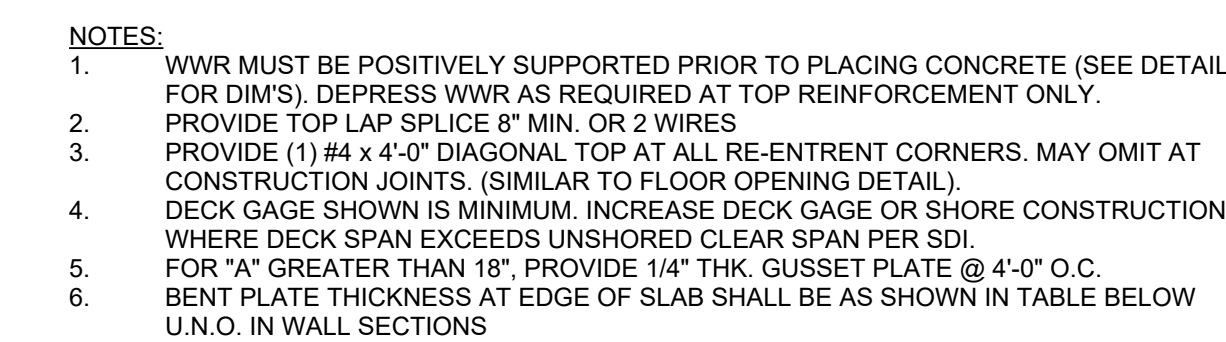 NOTES:
1. WWR MUST BE POSITIVELY SUPPORTED PRIOR TO PLACING CONCRETE (SEE DETAIL
FOR DIM'S). DEPRESS WWR AS REQUIRED AT TOP REINFORCEMENT ONLY.
2. PROVIDE TOP LAP SPLICE 8" MIN. OR 2 WIRES
3. PROVIDE (1) #4 x 4'-0" DIAGONAL TOP AT ALL RE-ENTRENT CORNERS. MAY OMIT AT
CONSTRUCTION JOINTS. (SIMILAR TO FLOOR OPENING DETAIL).
4. DECK GAGE SHOWN IS MINIMUM. INCREASE DECK GAGE OR SHORE CONSTRUCTION
WHERE DECK SPAN EXCEEDS UNSHORED CLEAR SPAN PER SDI.
5. FOR "A" GREATER THAN 18", PROVIDE 1/4" THK. GUSSET PLATE @ 4'-0" O.C.
6. BENT PLATE THICKNESS AT EDGE OF SLAB SHALL BE AS SHOWN IN TABLE BELOW
U.N.O. IN WALL SECTIONS